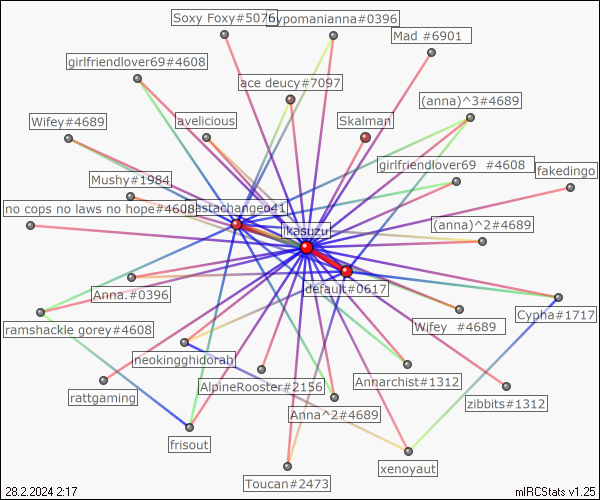 Soxy Foxy#5076
hypomanianna#0396
Mad #6901
girlfriendlover69#4608
ace deucy#7097
(anna)^3#4689
Wifey#4689
avelicious
Skalman
girlfriendlover69 #4608
fakedingo
Mushy#1984
no cops no laws no hope#4608
astachange641
ikasuzu
(anna)^2#4689
Anna.#0396
default#0617
Cypha#1717
ramshackle gorey#4608
Wifey #4689
neokingghidorah
AlpineRooster#2156
Annarchist#1312
rattgaming
Anna^2#4689
zibbits#1312
frisout
xenoyaut
Toucan#2473
28.2.2024 2:17
mIRCStats v1.25